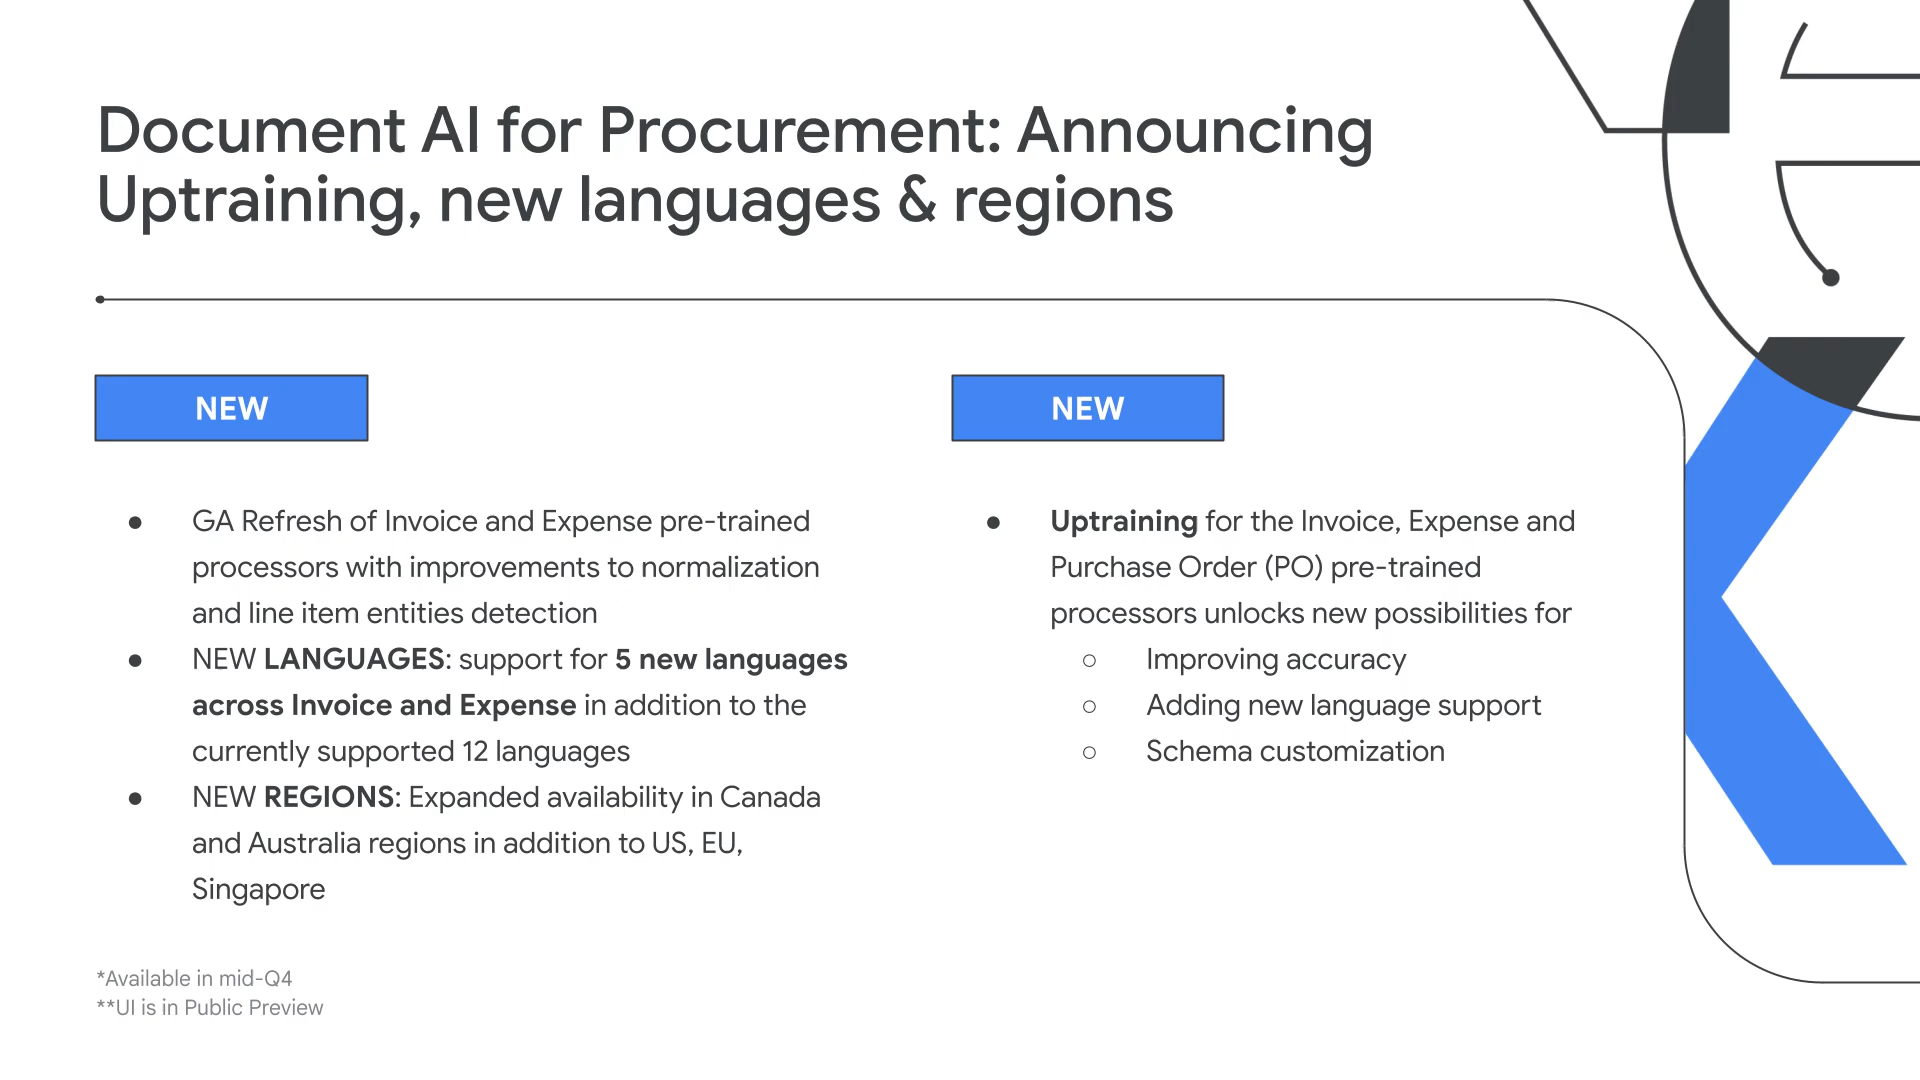 Document AI for Procurement: Announcing
Uptraining, new languages & regions
NEW
● GA Refresh of Invoice and Expense pre-trained
processors with improvements to normalization
and line item entities detection
● NEW LANGUAGES: support for 5 new languages
across Invoice and Expense in addition to the
currently supported 12 languages
● NEW REGIONS: Expanded availability in Canada
and Australia regions in addition to US, EU,
Singapore
NEW
● Uptraining for the Invoice, Expense and
Purchase Order (PO) pre-trained
processors unlocks new possibilities for
○ Improving accuracy
○ Adding new language support
○ Schema customization
*Available in mid-Q4
**UI is in Public Preview